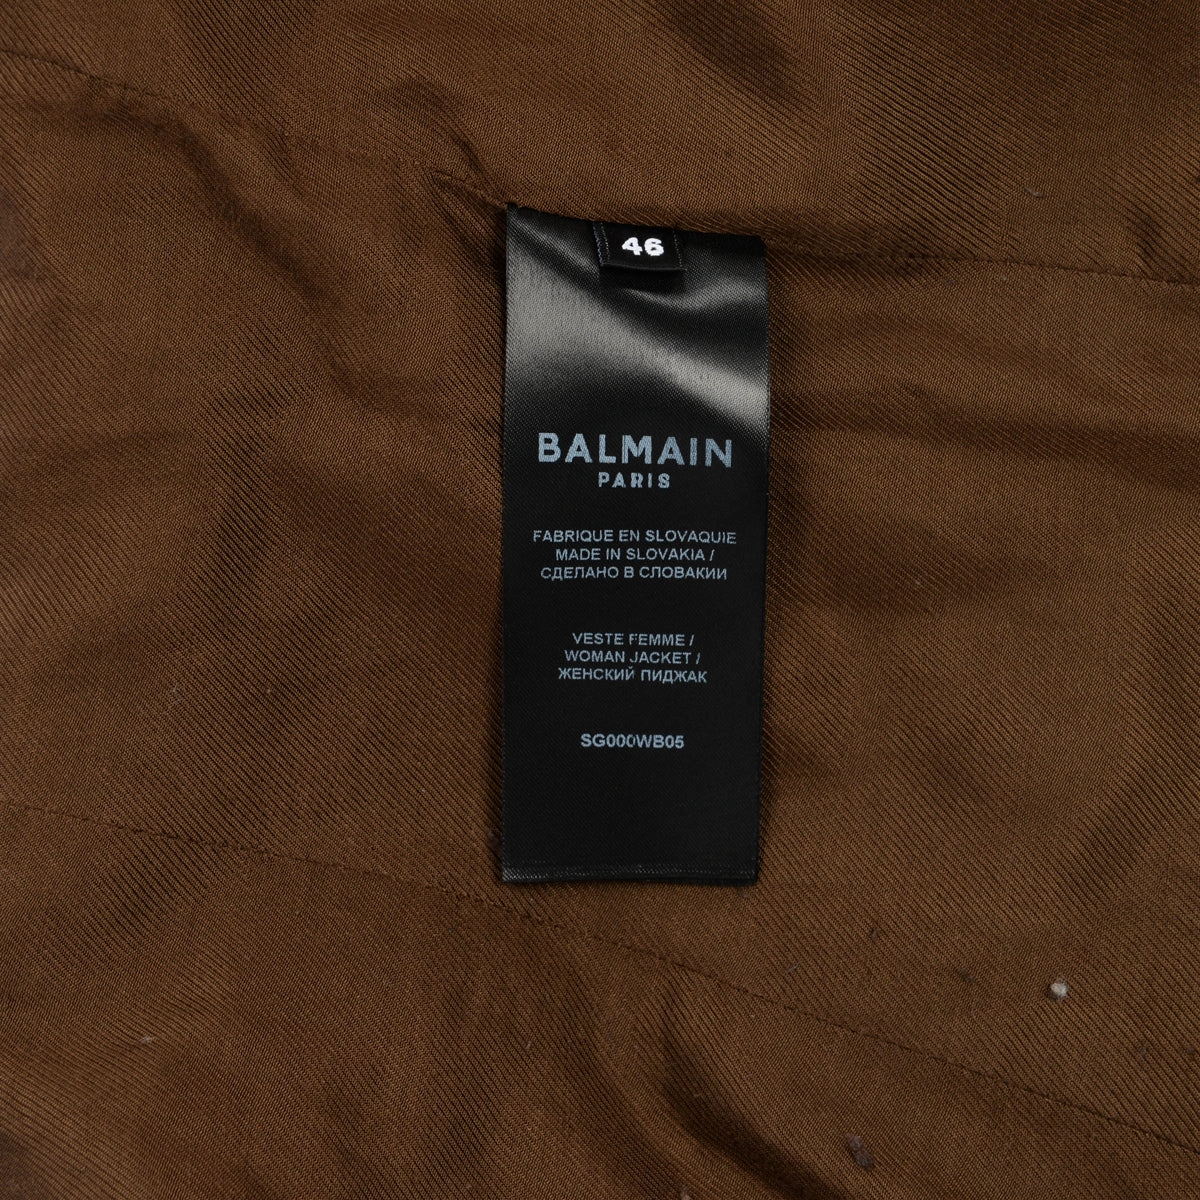 46
BALMAIN
PARIS
FABRIQUE EN SLOVAQUIE
MADE IN SLOVAKIA /
СДЕЛАНО В СЛОВАКИИ
VESTE FEMME /
WOMAN JACKET /
ЖЕНСКИЙ ПИДЖАК
SG000WB05